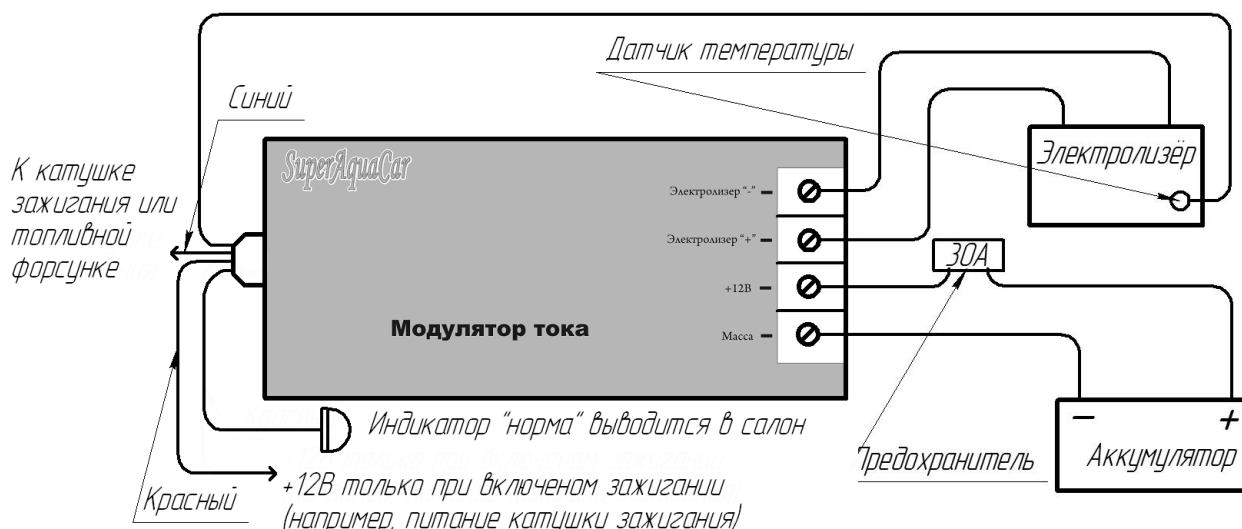 Датчик температуры
Синий
К катушке
зажигания или
топливной
форсунке
SuperAquaCar
Электролизёр
Электролизер "-"
Электролизер "+"
+12В
Масса
30А
Модулятор тока
Индикатор "норма" выводится в салон
Предохранитель
- +
Аккумулятор
Красный
+12В только при включеном зажигании
(например, питание катишки зажигания)